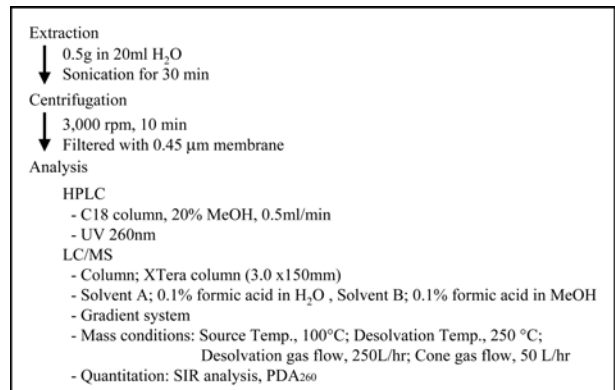 Extraction
0.5g in 20ml H₂O
Sonication for 30 min
Centrifugation
3,000 rpm, 10 min
Filtered with 0.45 μm membrane
Analysis
HPLC
- C18 column, 20% MeOH, 0.5ml/min
- UV 260nm
LC/MS
- Column; XTera column (3.0 x150mm)
- Solvent A; 0.1% formic acid in H₂O , Solvent B; 0.1% formic acid in MeOH
- Gradient system
- Mass conditions: Source Temp., 100°C; Desolvation Temp., 250 °C;
Desolvation gas flow, 250L/hr; Cone gas flow, 50 L/hr
- Quantitation: SIR analysis, PDA₂₆₀